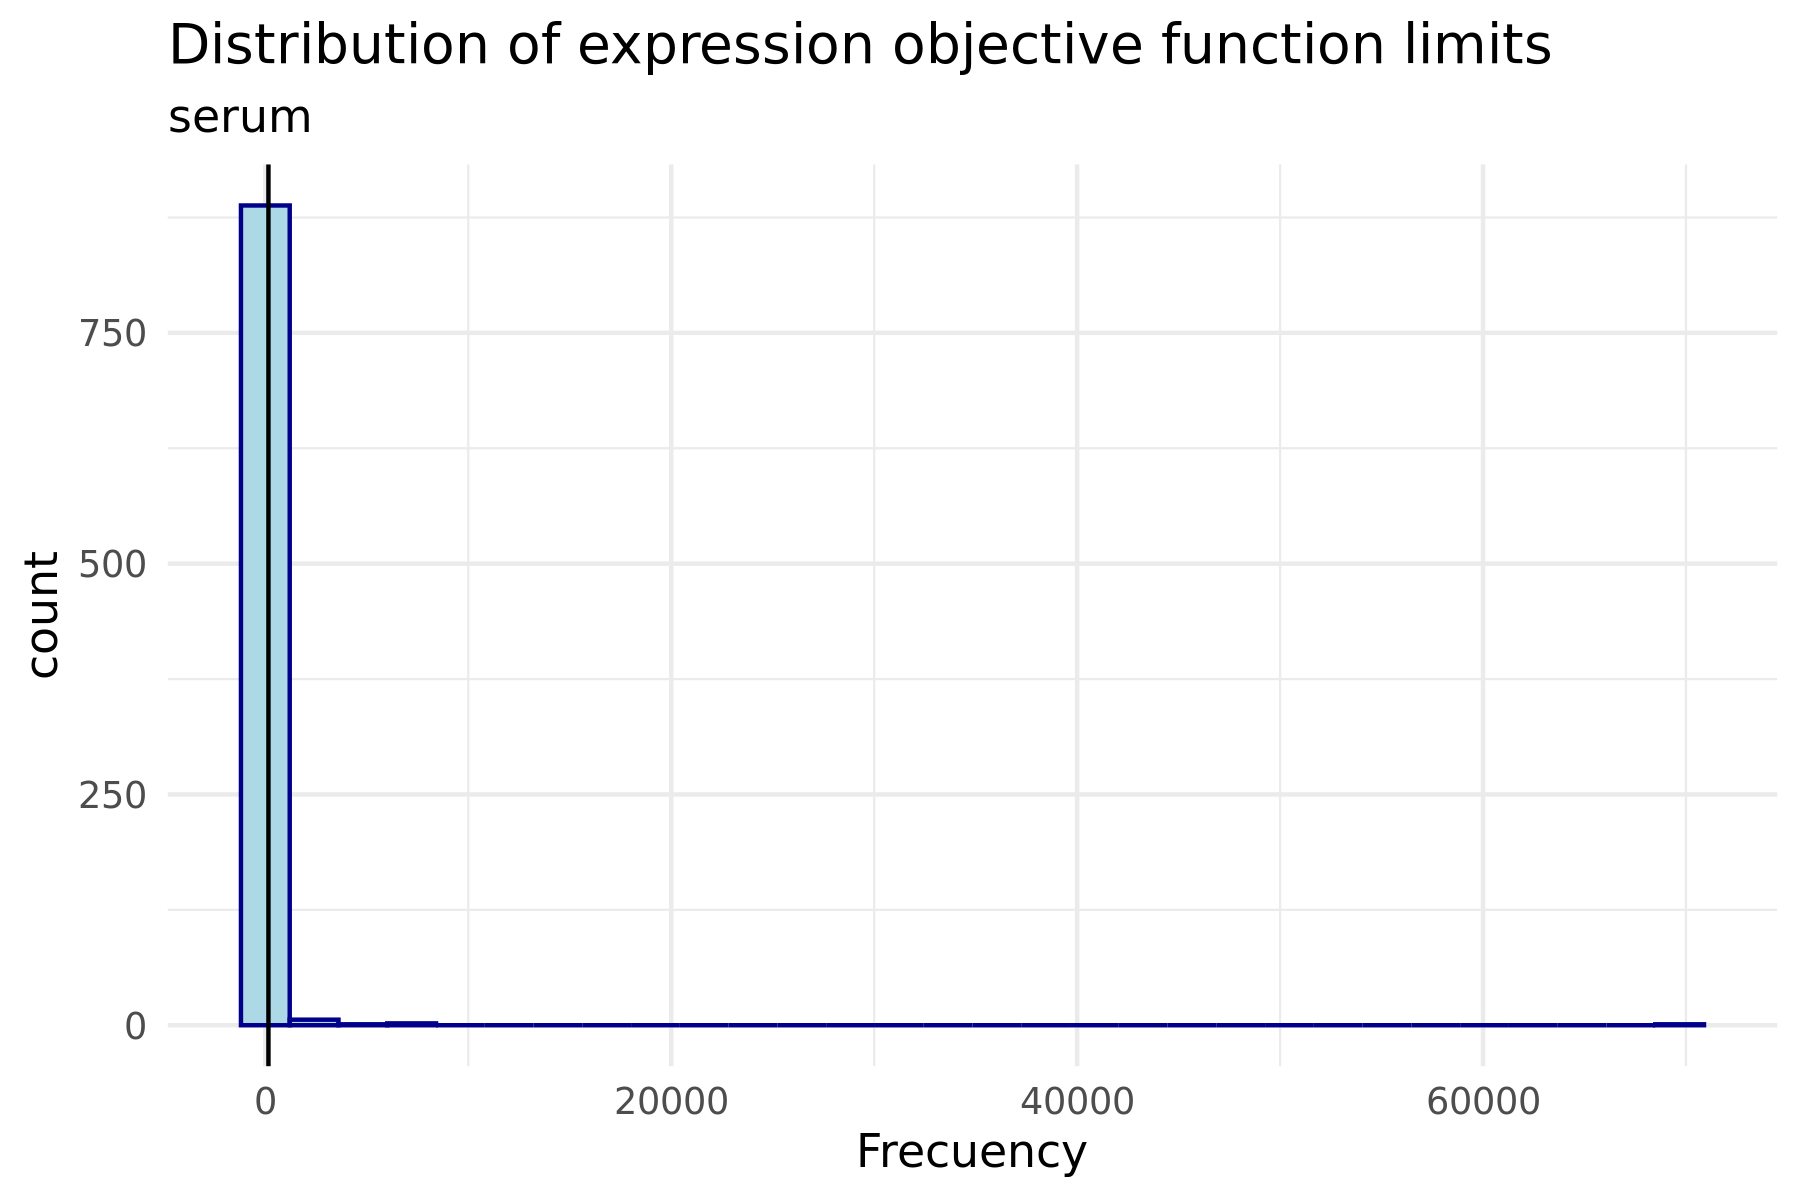 Distribution of expression objective function limits
serum
count
750
500
250
0
0 20000 40000 60000
Frecuency